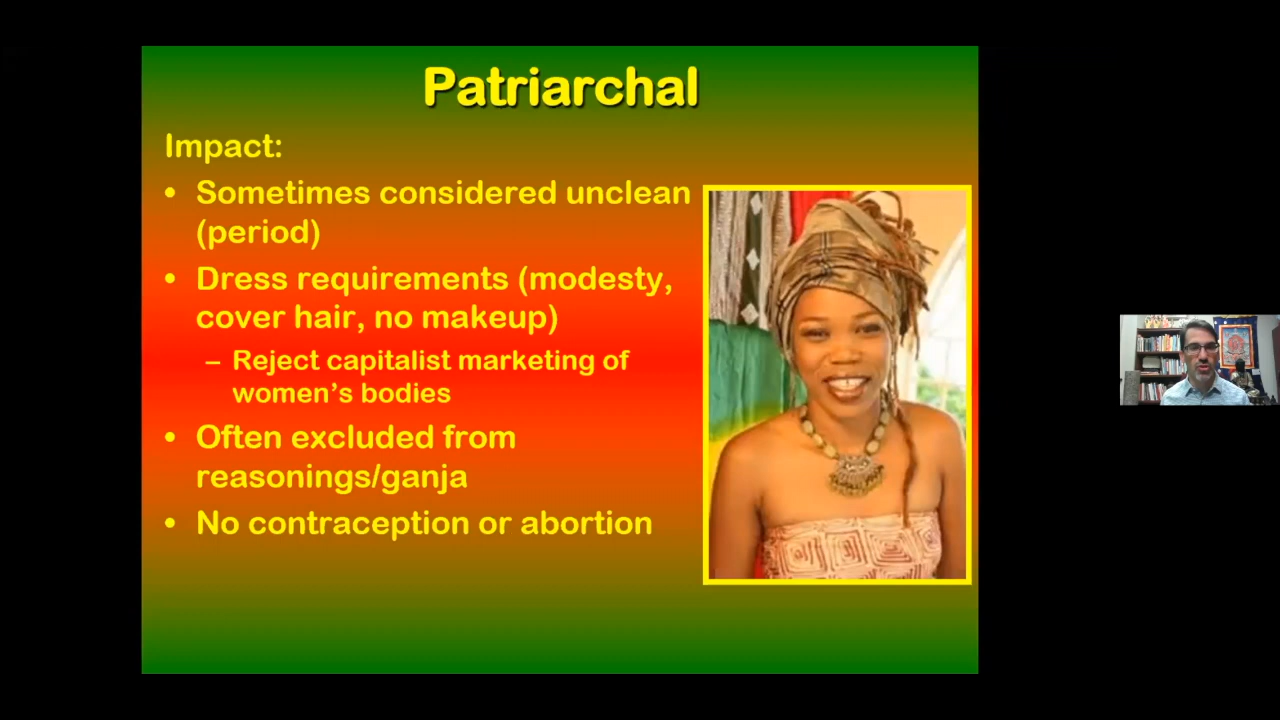 Patriarchal
Impact:
• Sometimes considered unclean
(period)
• Dress requirements (modesty,
cover hair, no makeup)
– Reject capitalist marketing of
women’s bodies
• Often excluded from
reasonings/ganja
• No contraception or abortion